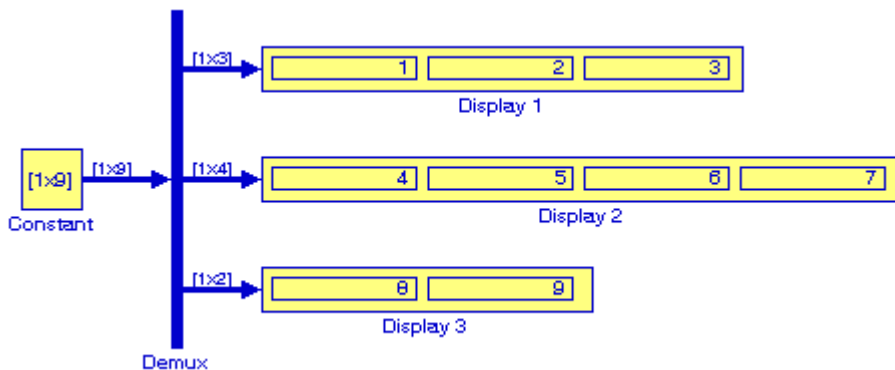 [1x3]
1 2 3
Display 1
[1x9]
[1x9]
Constant
[1x4]
4 5 6 7
Display 2
[1x2]
8 9
Display 3
Demux